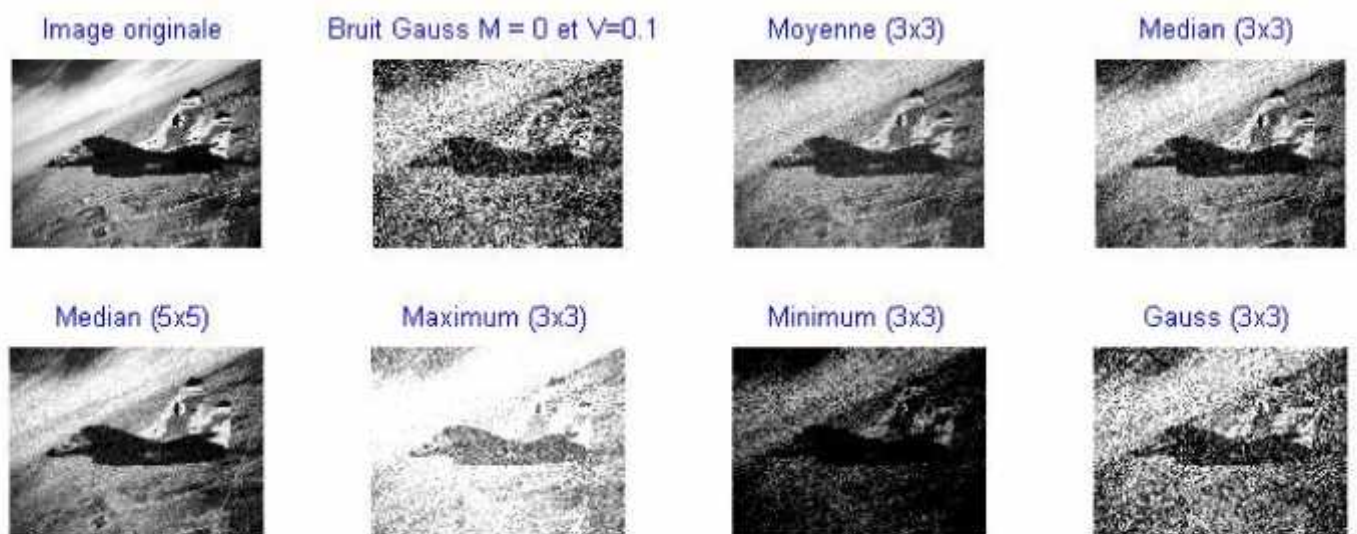 Image originale
Bruit Gauss M = 0 et V=0.1
Moyenne (3x3)
Median (3x3)
Median (5x5)
Maximum (3x3)
Minimum (3x3)
Gauss (3x3)